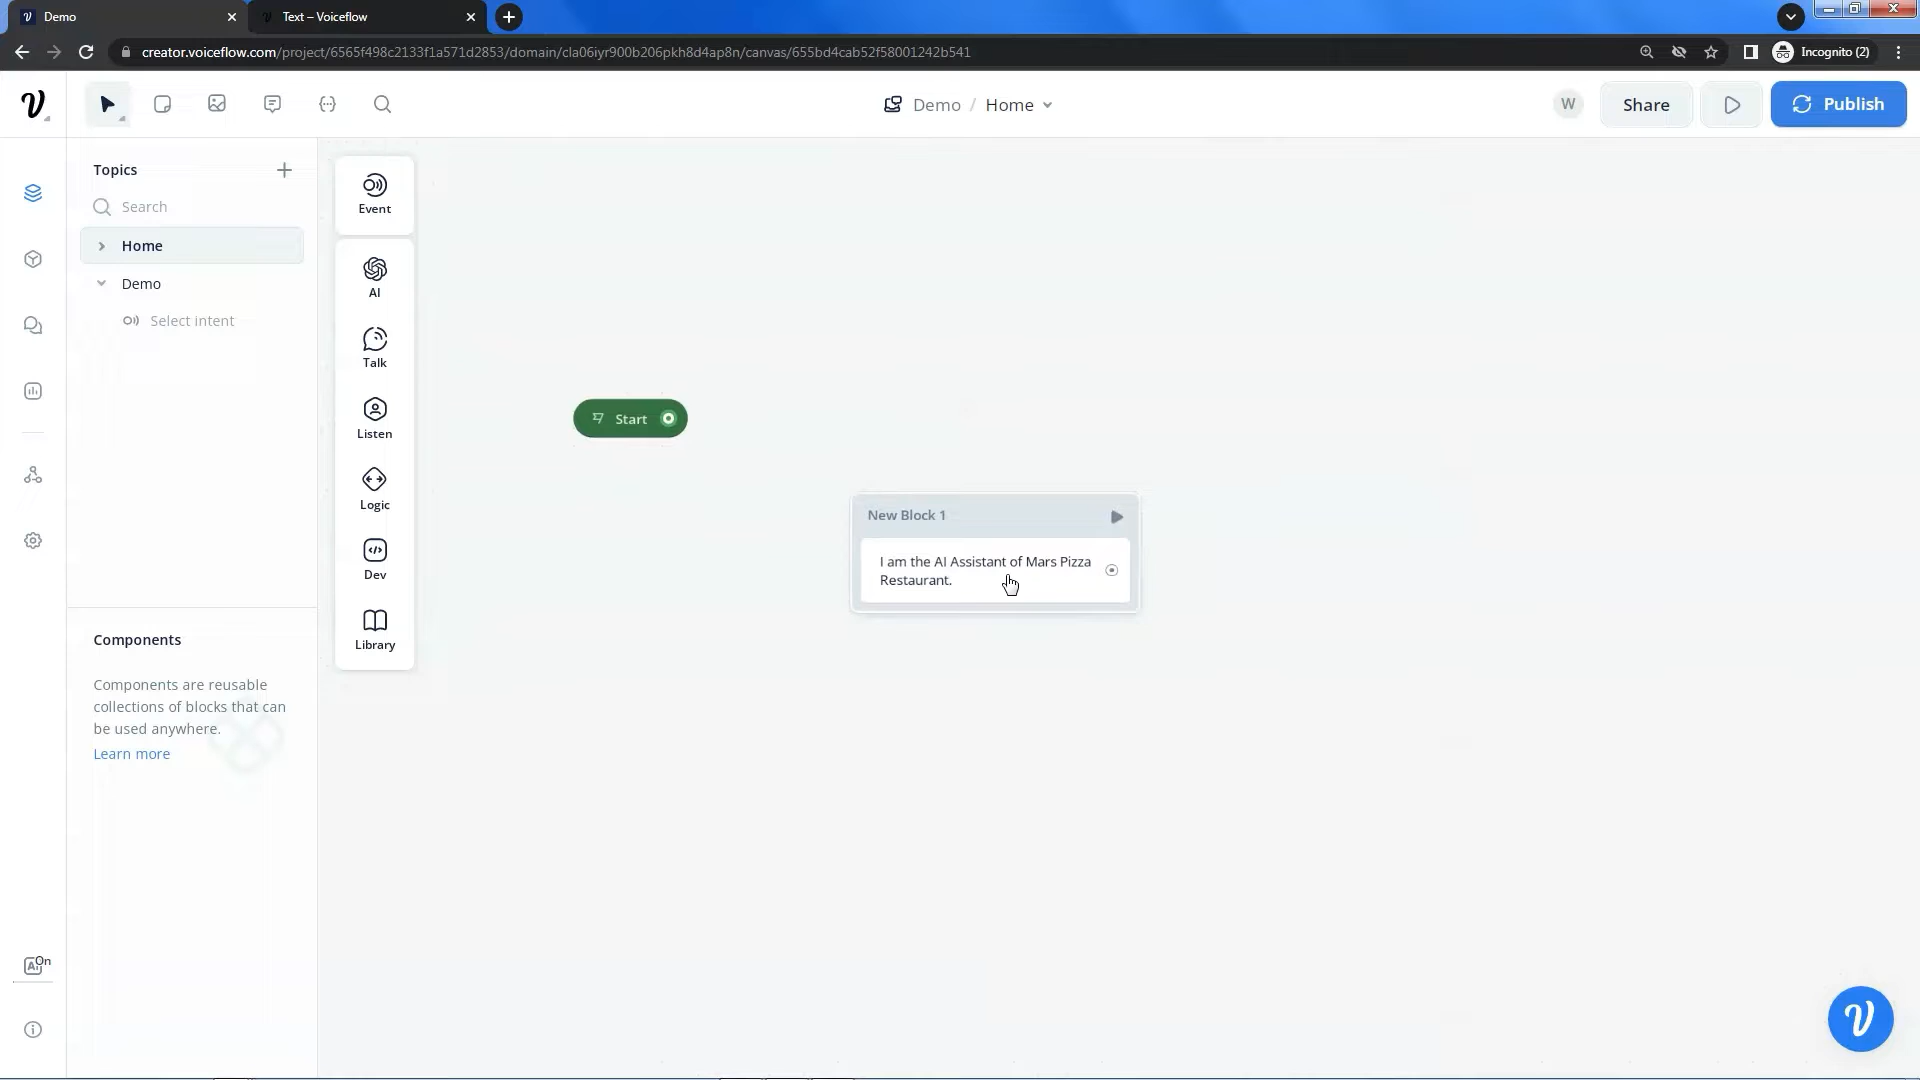 Demo
Text – Voiceflow
creator.voiceflow.com/project/6565f498c2133f1a571d2853/domain/cla06iyr900b206pkh8d4ap8n/canvas/655bd4cab52f58001242b541
Incognito (2)
Demo / Home
W
Share
Publish
Topics
Search
Home
Demo
Select intent
Event
AI
Talk
Listen
Logic
Dev
Library
Start
New Block 1
I am the AI Assistant of Mars Pizza
Restaurant.
Components
Components are reusable
collections of blocks that can
be used anywhere.
Learn more
AI On